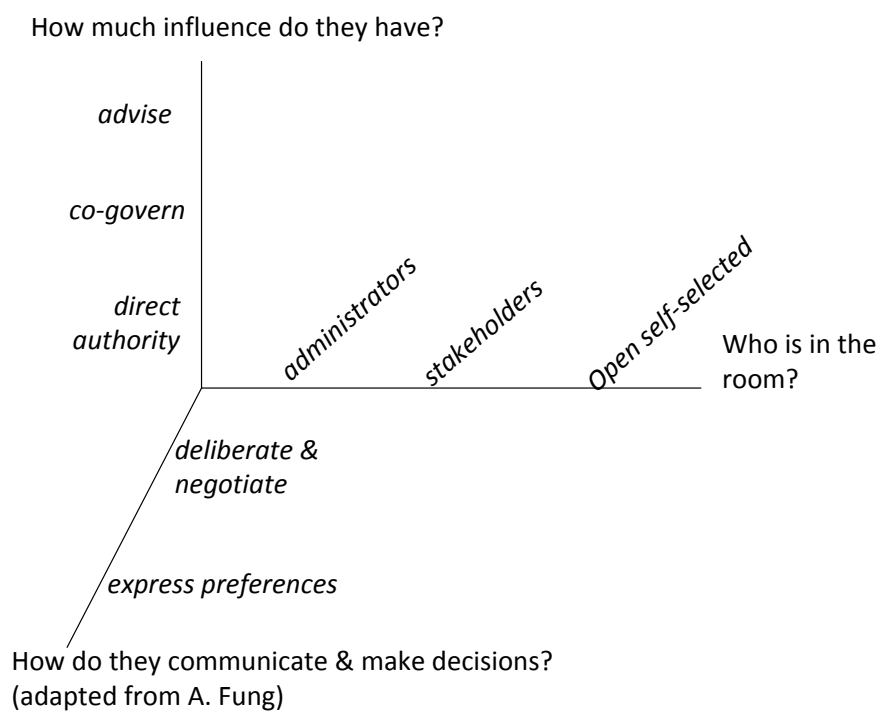 How much influence do they have?
advise
co-govern
direct
authority
administrators
stakeholders
Open self-selected
Who is in the
room?
deliberate &
negotiate
express preferences
How do they communicate & make decisions?
(adapted from A. Fung)